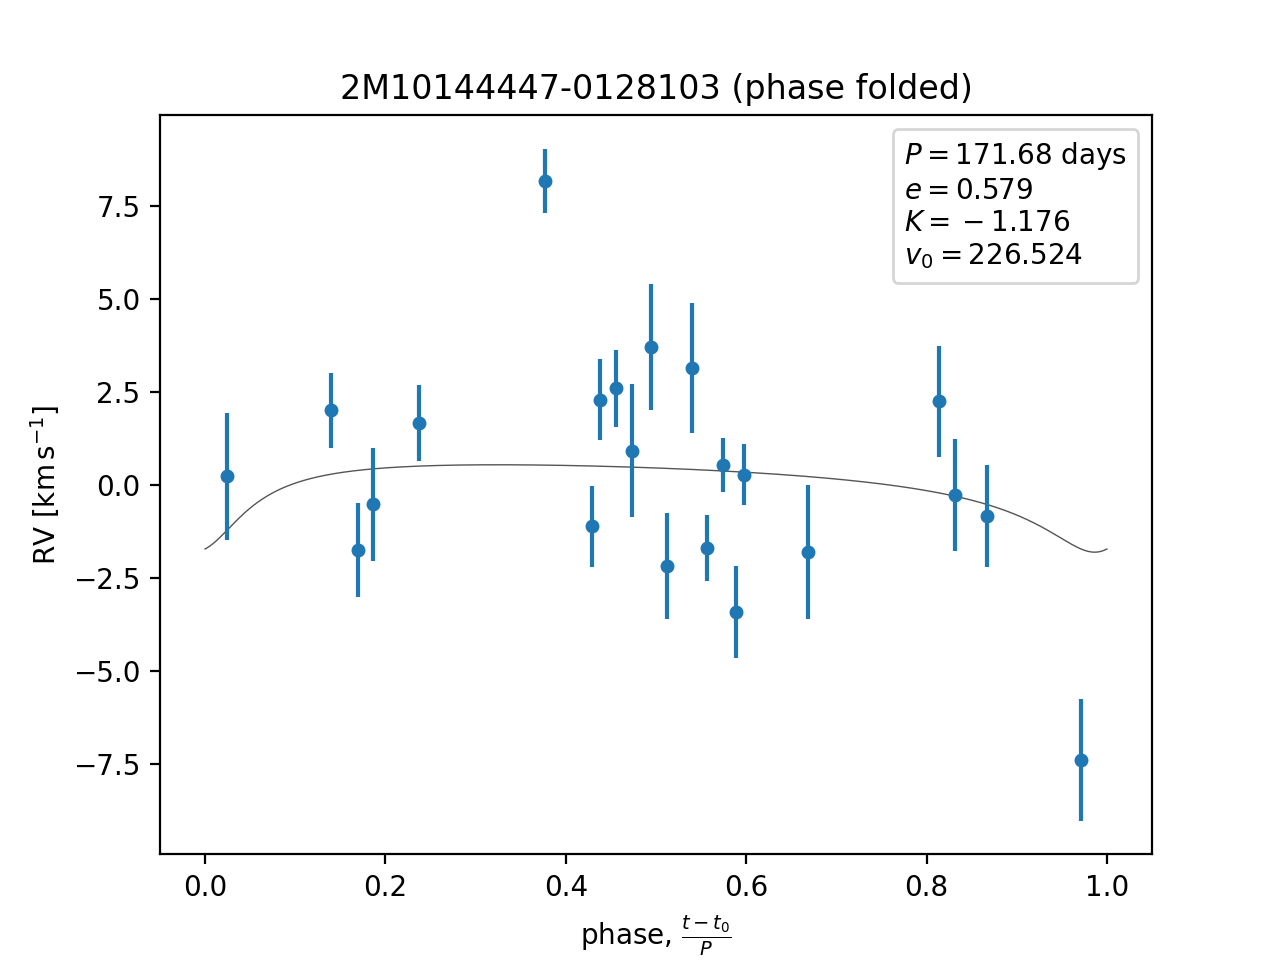 2M10144447-0128103 (phase folded)
P = 171.68 days
e = 0.579
K = −1.176
v₀ = 226.524
7.5
5.0
2.5
0.0
−2.5
−5.0
−7.5
RV [km s⁻¹]
0.0 0.2 0.4 0.6 0.8 1.0
phase, (t − t₀)/P